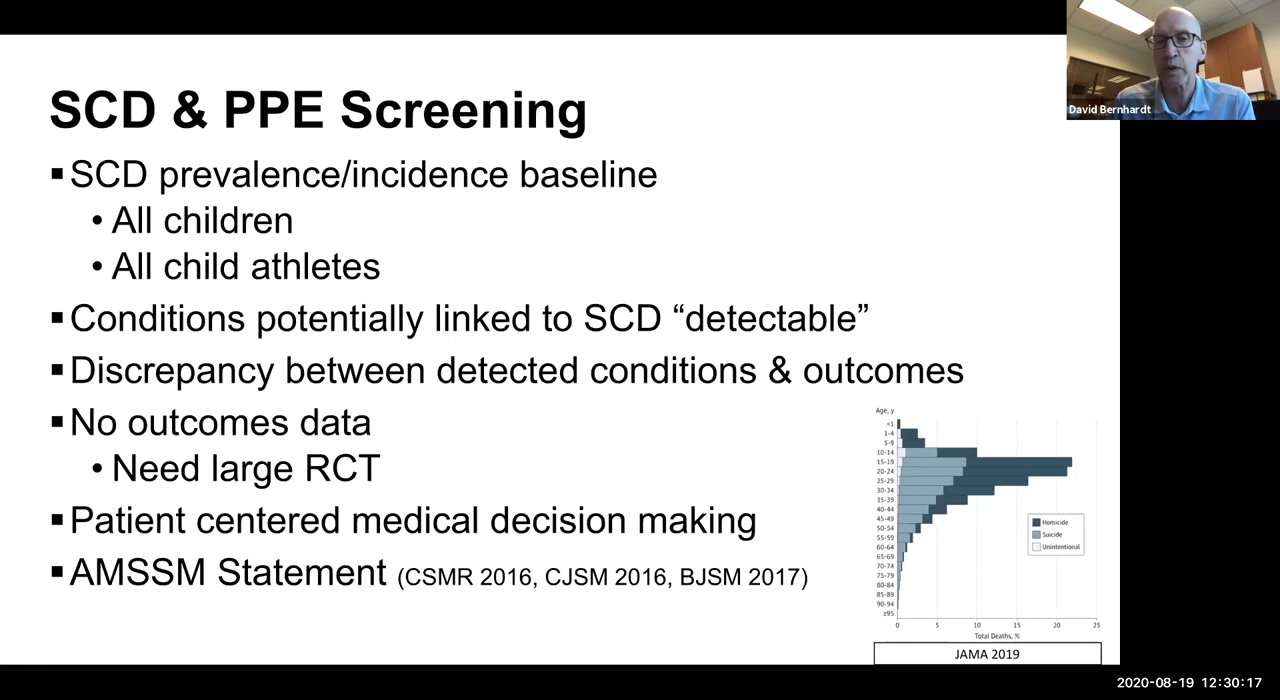 David Bernhardt
SCD & PPE Screening
▪SCD prevalence/incidence baseline
• All children
• All child athletes
▪Conditions potentially linked to SCD “detectable”
▪Discrepancy between detected conditions & outcomes
▪No outcomes data
• Need large RCT
▪Patient centered medical decision making
▪AMSSM Statement (CSMR 2016, CJSM 2016, BJSM 2017)
Age, y
<1
1-4
5-9
10-14
15-19
20-24
25-29
30-34
35-39
40-44
45-49
50-54
55-59
60-64
65-69
70-74
75-79
80-84
85-89
90-94
≥95
Homicide
Suicide
Unintentional
0 5 10 15 20 25
Total Deaths, %
JAMA 2019
2020-08-19 12:30:17